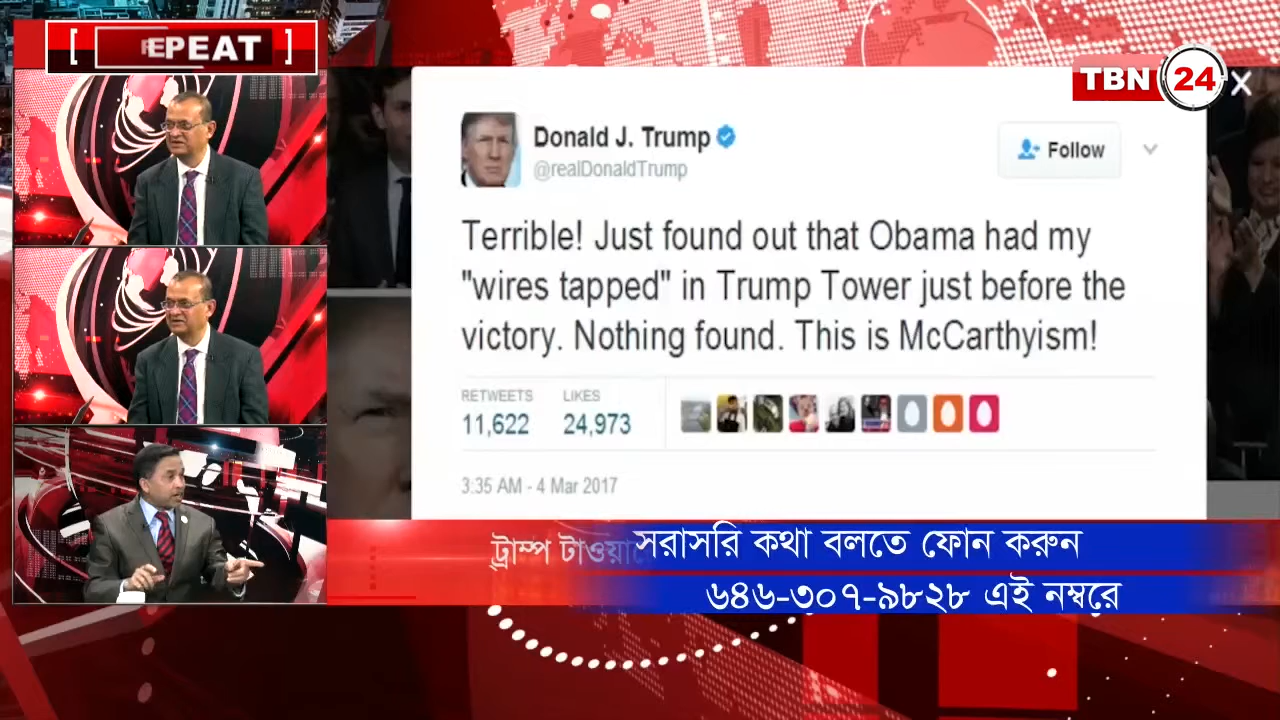 [ REPEAT ]
TBN 24
Donald J. Trump
@realDonaldTrump
Follow
Terrible! Just found out that Obama had my
"wires tapped" in Trump Tower just before the
victory. Nothing found. This is McCarthyism!
RETWEETS LIKES
11,622 24,973
3:35 AM - 4 Mar 2017
ট্রাম্প
সরাসরি কথা বলতে ফোন করুন
৬৪৬-৩০৭-৯৮২৮ এই নম্বরে